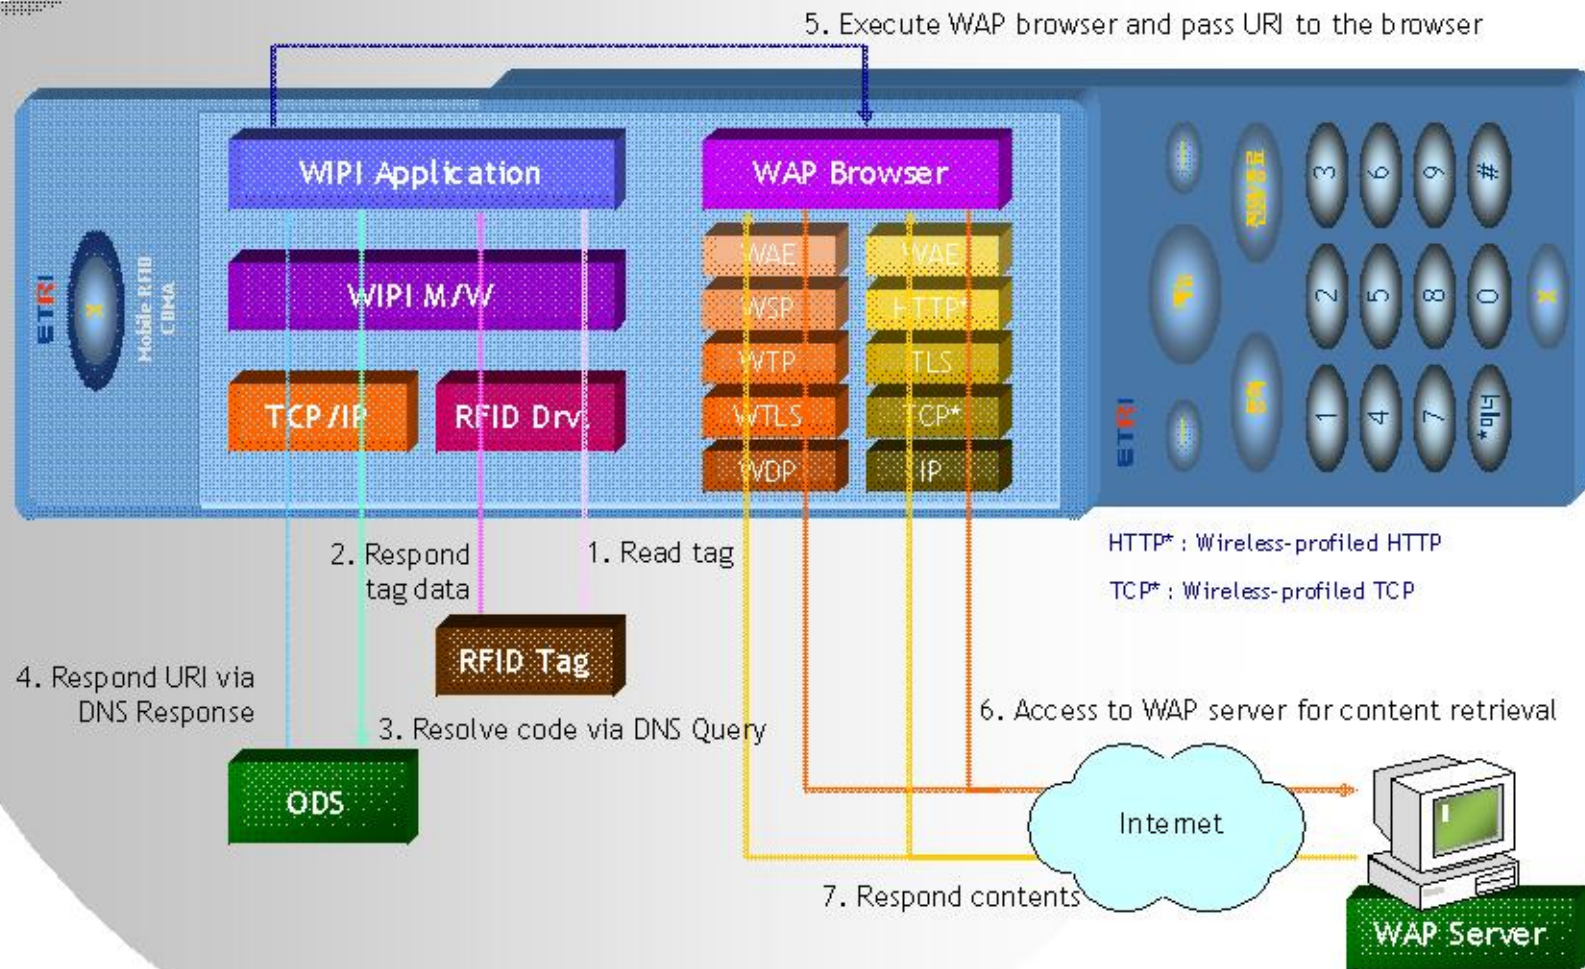 5. Execute WAP browser and pass URI to the browser
WIPI Application
WAP Browser
WIPI M/W
TCP/IP
RFID Drv.
WAE
WSP
WTP
WTLS
WDP
WAE
HTTP*
TLS
TCP*
IP
ETRI
X
Mobile RFID
CDMA
ETRI
3
6
9
#
2
5
8
0
1
4
7
*
X
2. Respond
tag data
1. Read tag
HTTP* : Wireless-profiled HTTP
TCP* : Wireless-profiled TCP
RFID Tag
4. Respond URI via
DNS Response
3. Resolve code via DNS Query
ODS
6. Access to WAP server for content retrieval
Internet
7. Respond contents
WAP Server